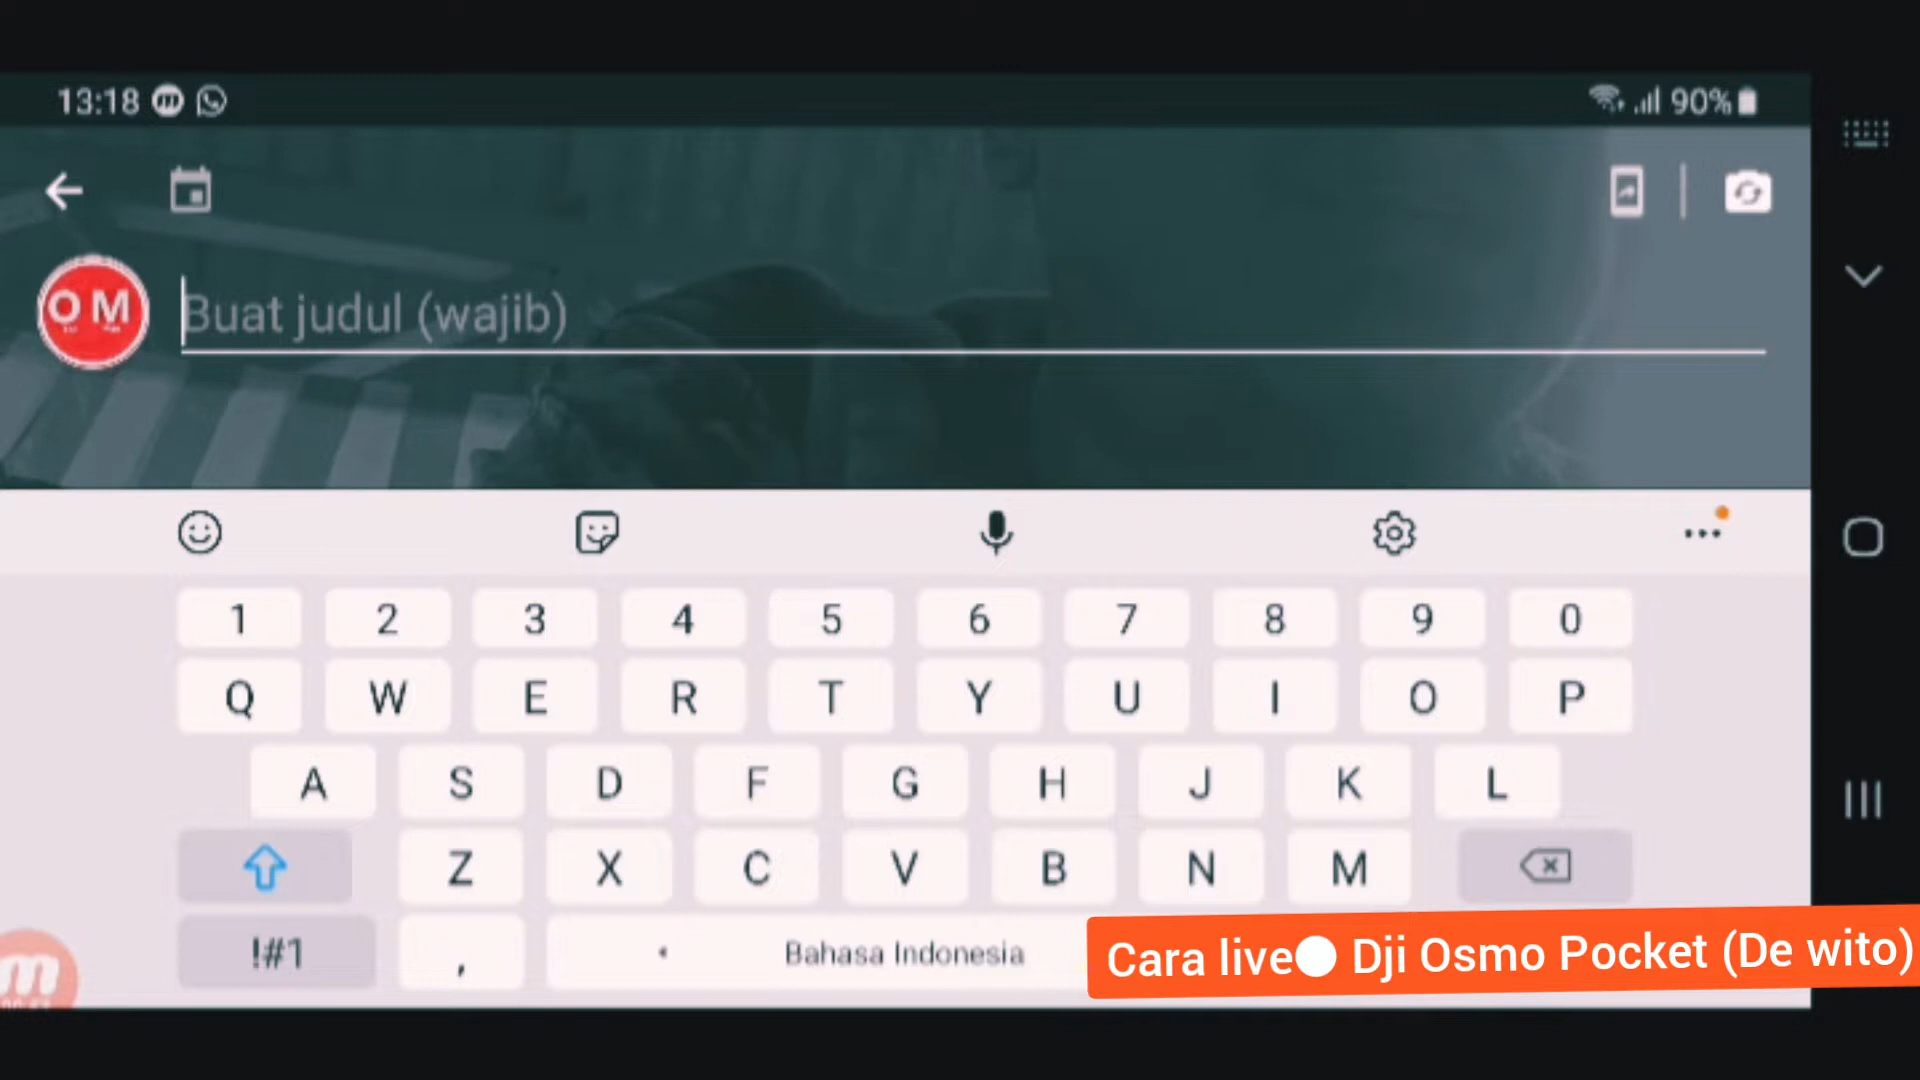 13:18
90%
OM
Buat judul (wajib)
1 2 3 4 5 6 7 8 9 0
Q W E R T Y U I O P
A S D F G H J K L
Z X C V B N M
!#1 , Bahasa Indonesia
Cara live Dji Osmo Pocket (De wito)